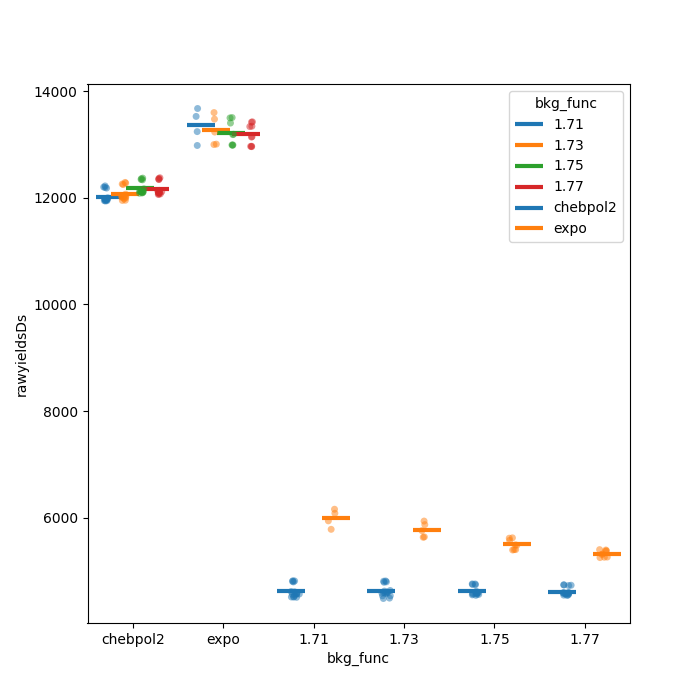 14000
12000
10000
8000
6000
rawyieldsDs
bkg_func
1.71
1.73
1.75
1.77
chebpol2
expo
chebpol2 expo 1.71 1.73 1.75 1.77
bkg_func